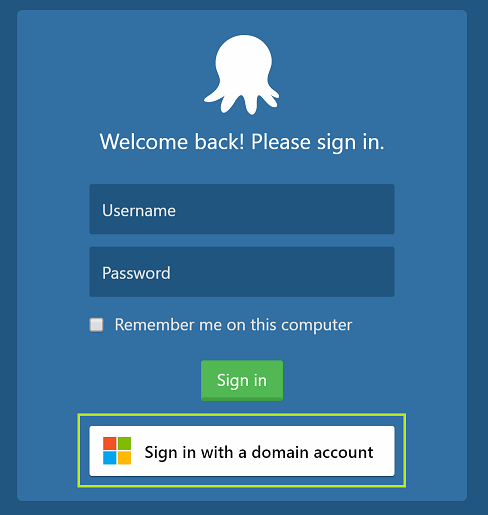 Welcome back! Please sign in.
Username
Password
Remember me on this computer
Sign in
Sign in with a domain account